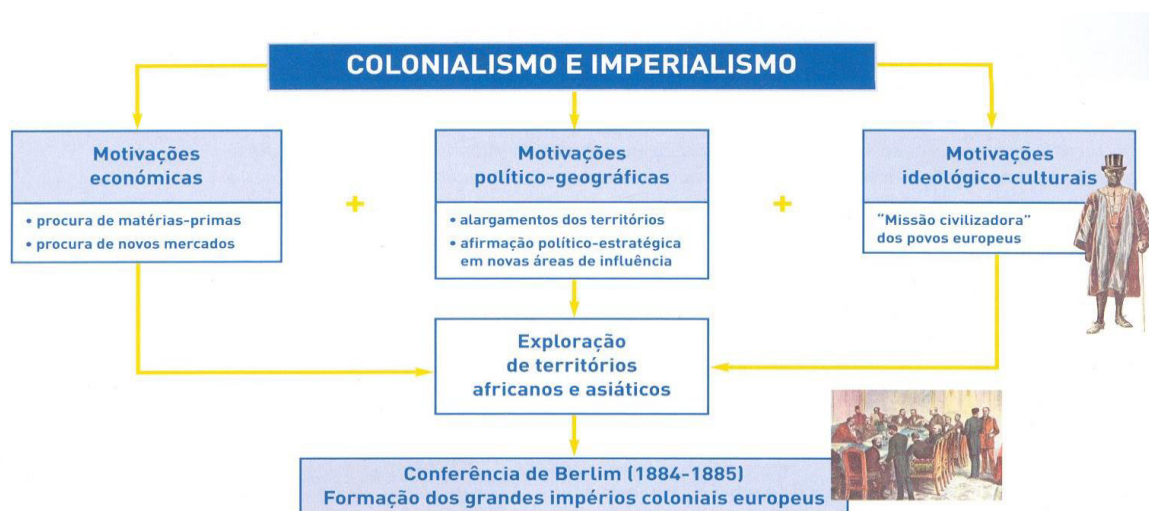 COLONIALISMO E IMPERIALISMO
Motivações
económicas
• procura de matérias-primas
• procura de novos mercados
+
Motivações
político-geográficas
• alargamentos dos territórios
• afirmação político-estratégica
em novas áreas de influência
+
Motivações
ideológico-culturais
"Missão civilizadora"
dos povos europeus
Exploração
de territórios
africanos e asiáticos
Conferência de Berlim (1884-1885)
Formação dos grandes impérios coloniais europeus